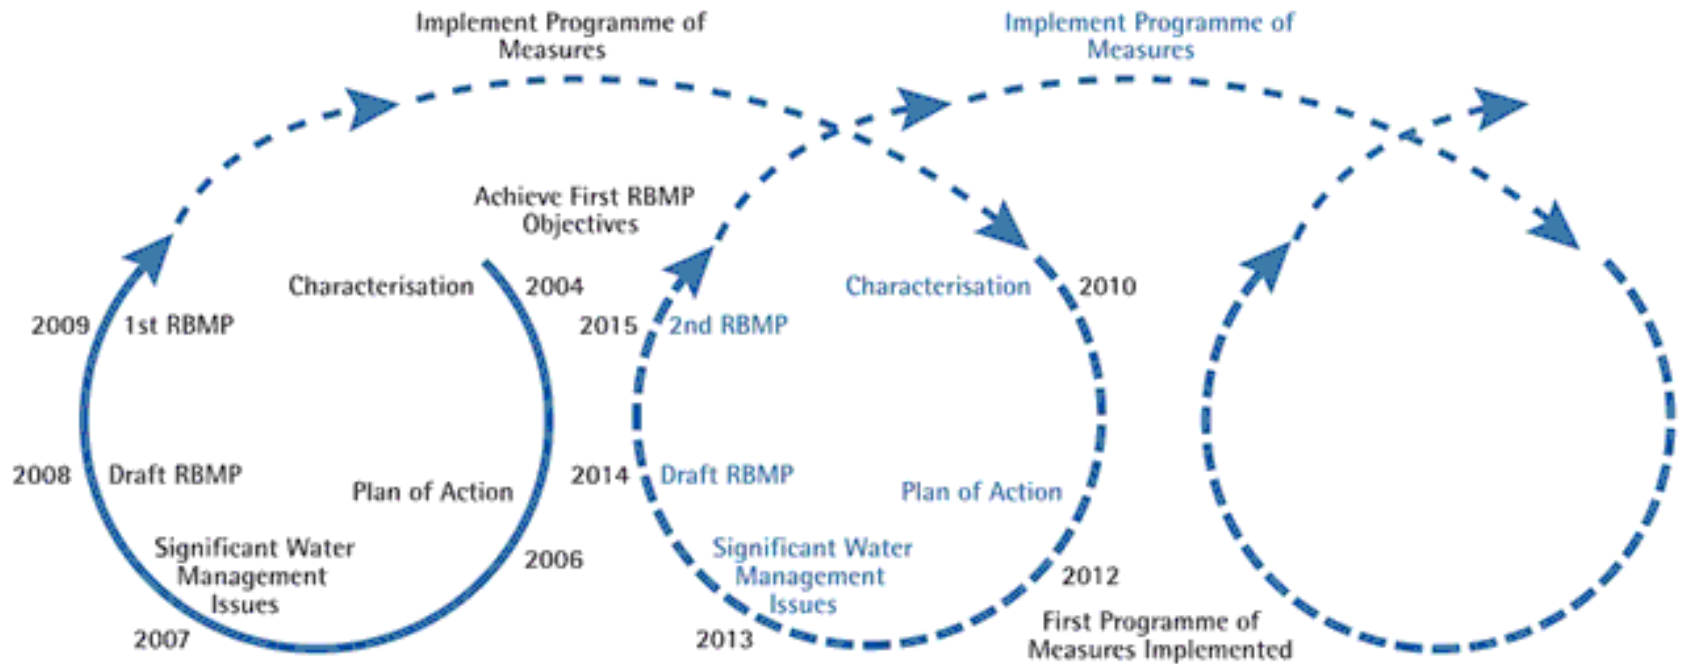 Implement Programme of
Measures
Implement Programme of
Measures
Achieve First RBMP
Objectives
Characterisation
2004
2009
1st RBMP
2008
Draft RBMP
Plan of Action
Significant Water
Management
Issues
2006
2007
Characterisation
2010
2015
2nd RBMP
2014
Draft RBMP
Plan of Action
Significant Water
Management
Issues
2012
2013
First Programme of
Measures Implemented